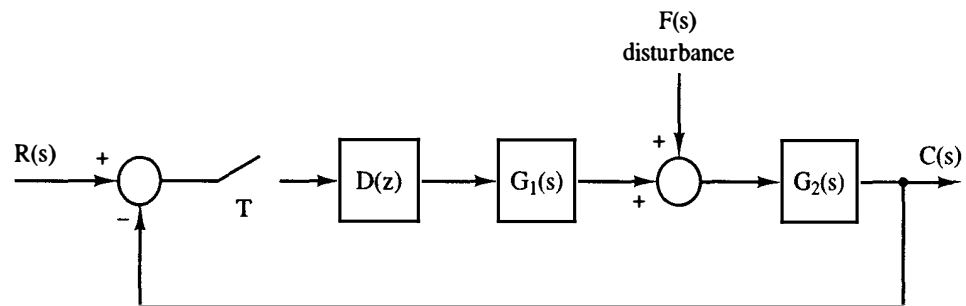 F(s)
disturbance
R(s)
+
−
T
D(z)
G₁(s)
+
+
G₂(s)
C(s)